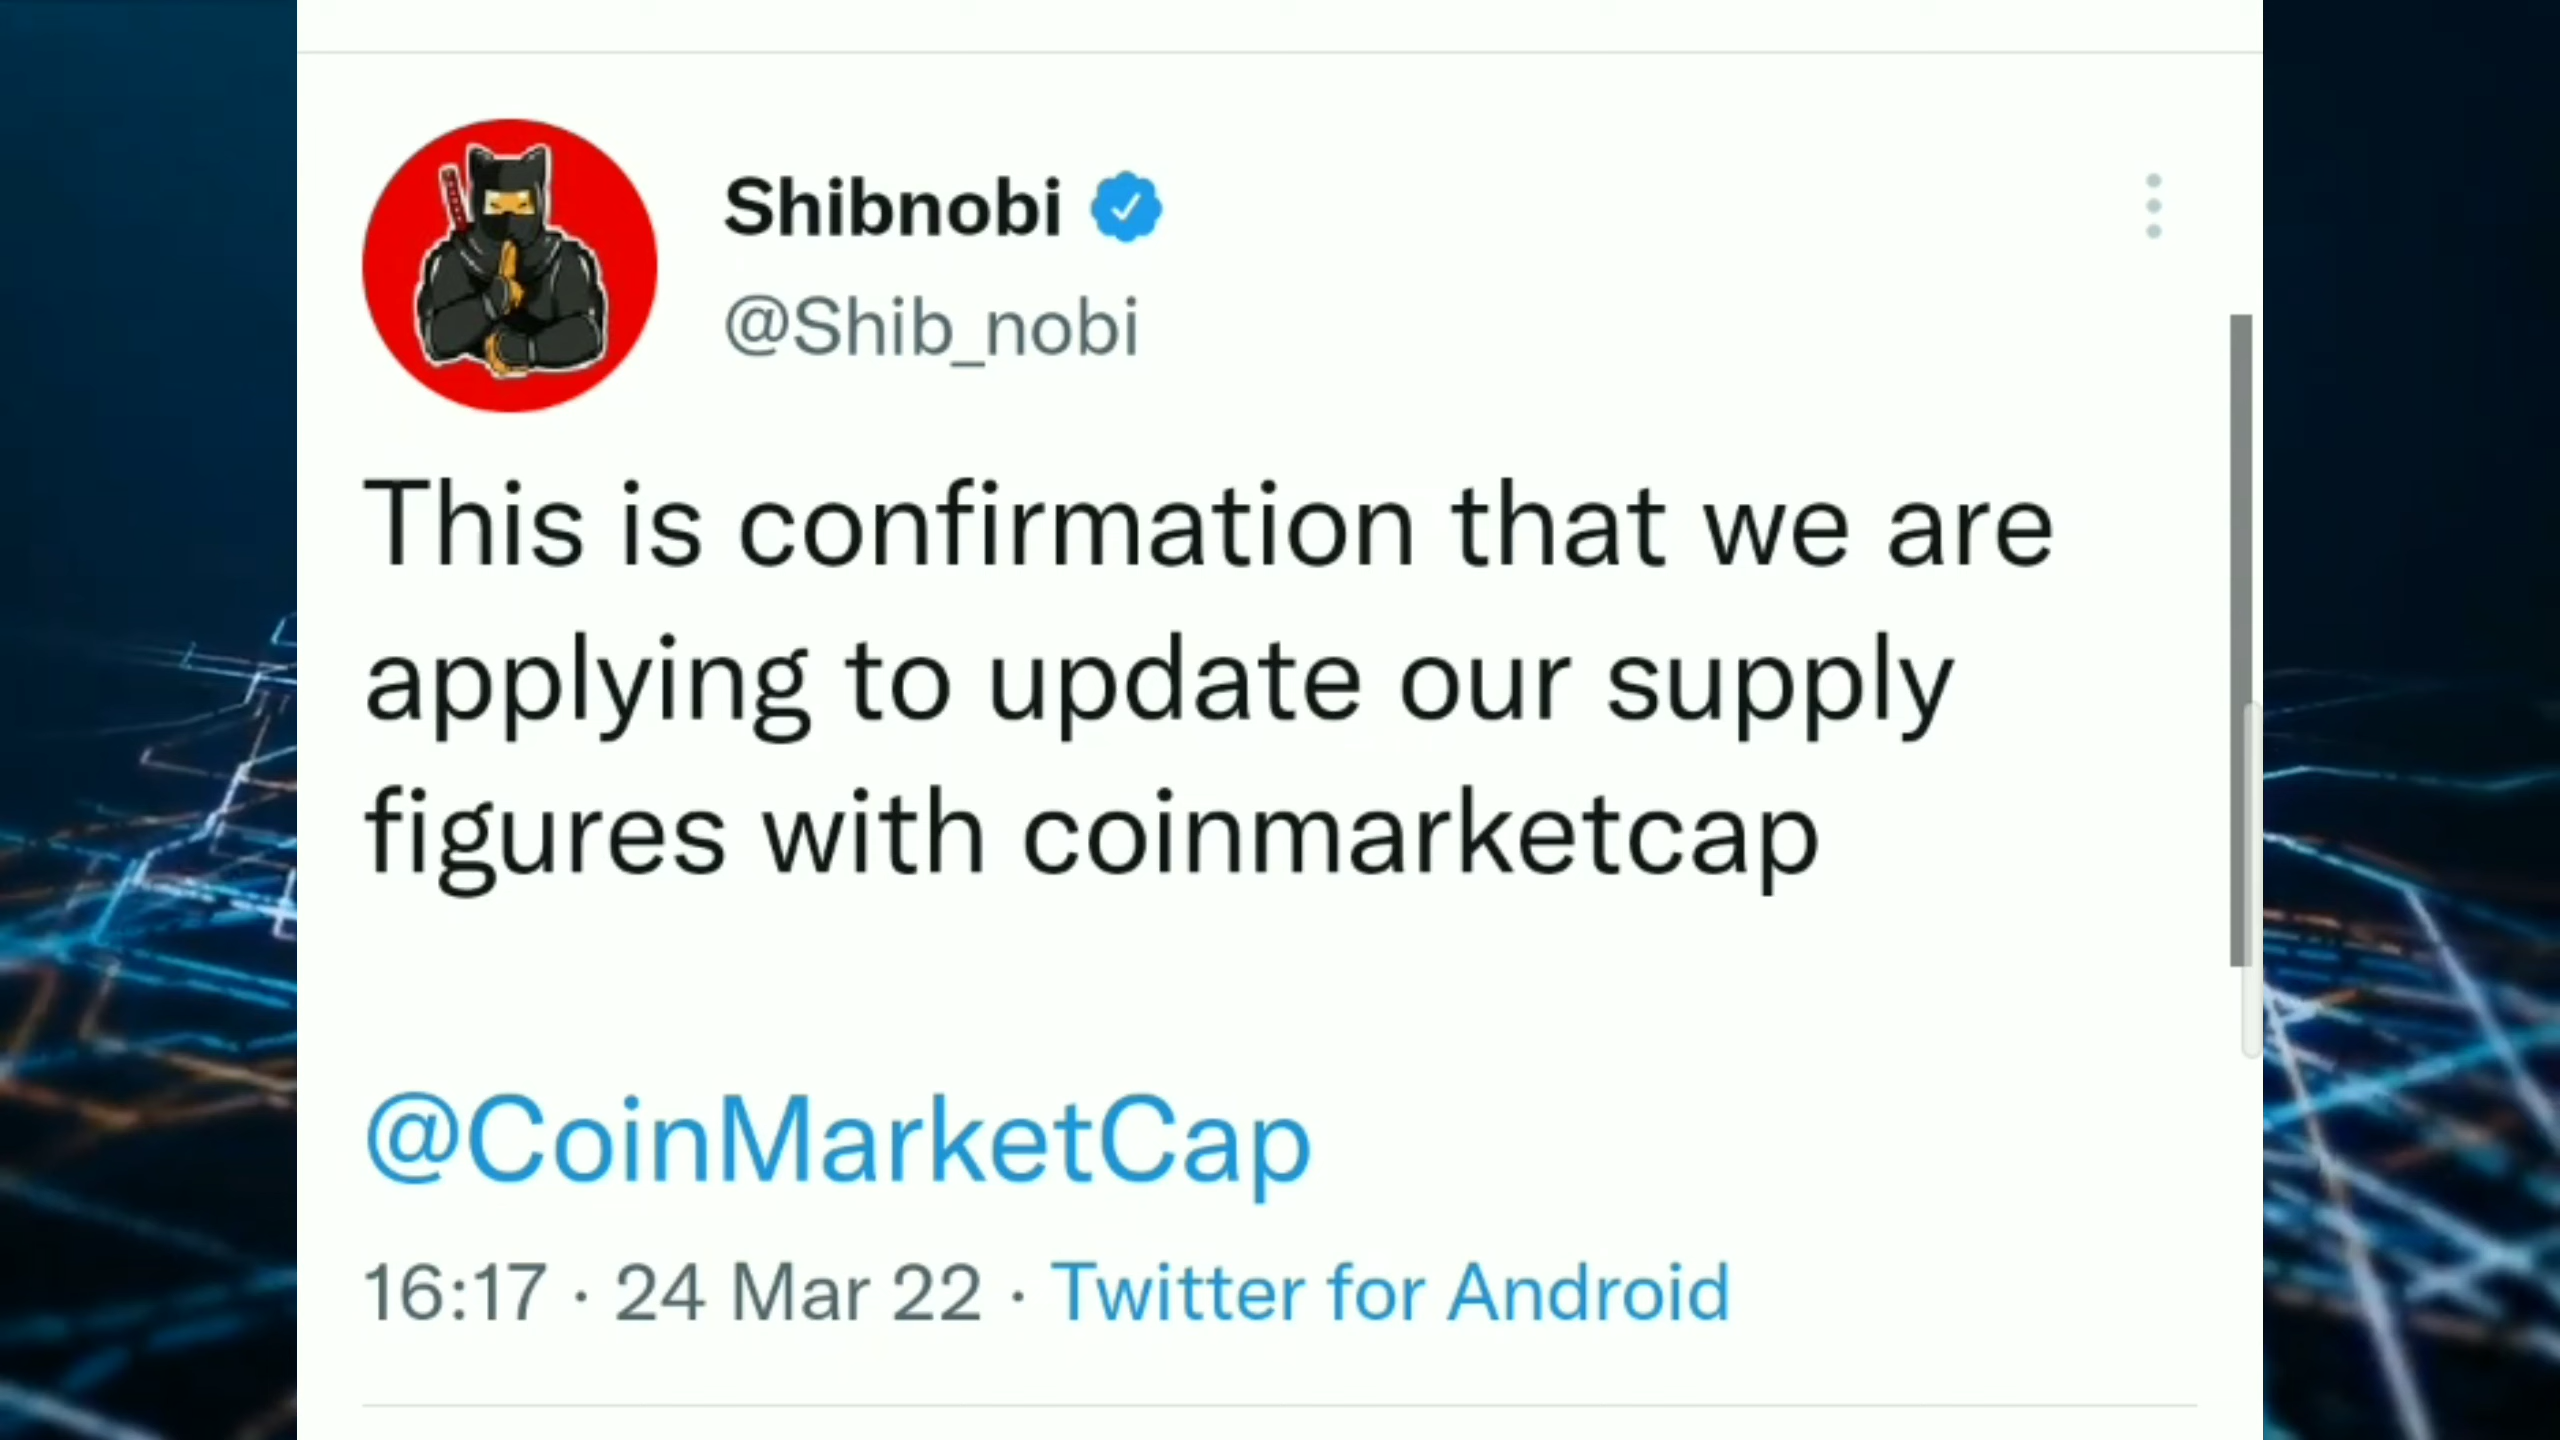 Shibnobi
@Shib_nobi
This is confirmation that we are
applying to update our supply
figures with coinmarketcap
@CoinMarketCap
16:17 · 24 Mar 22 · Twitter for Android